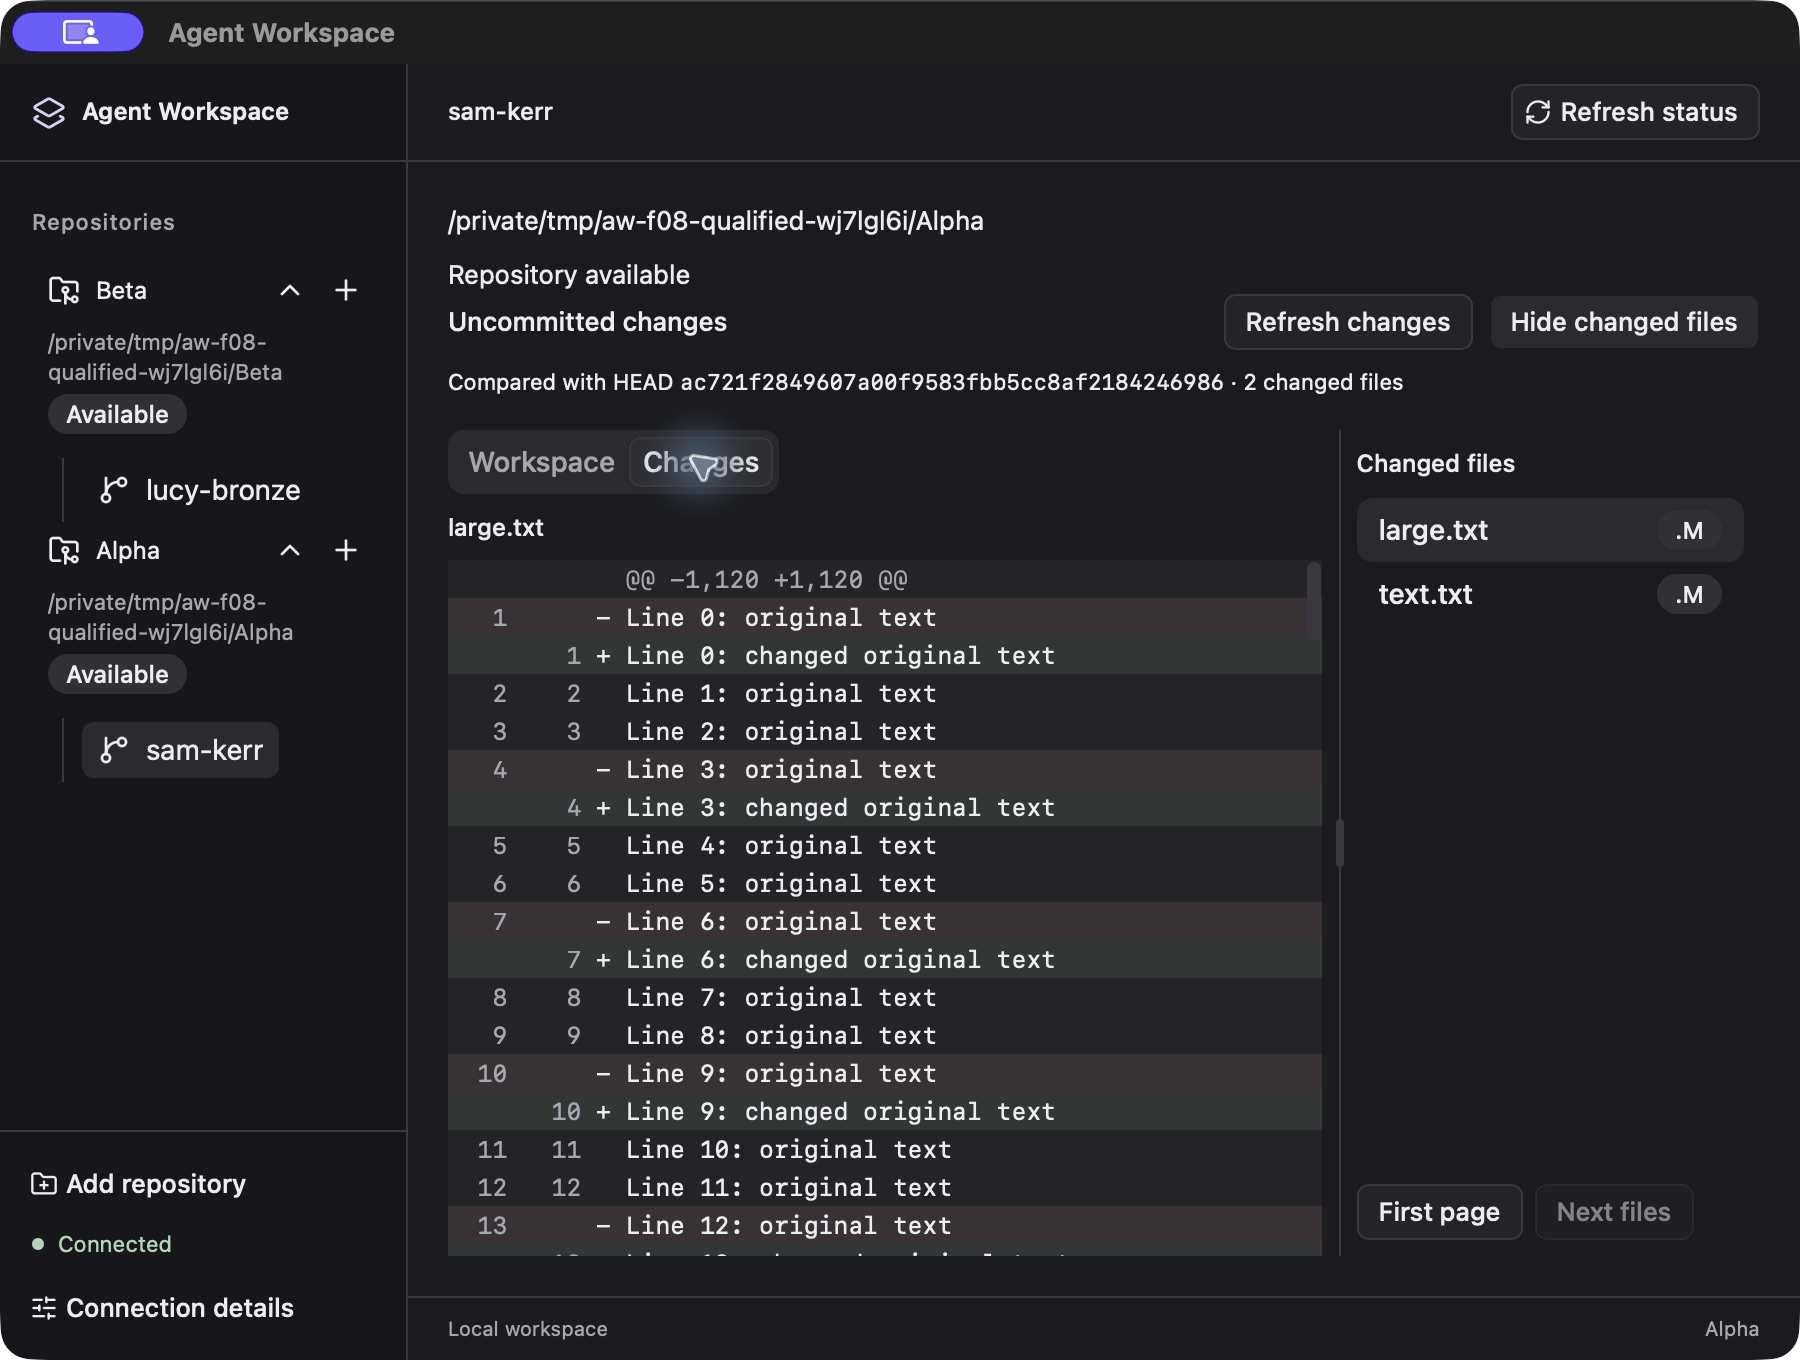 Agent Workspace
Agent Workspace
Repositories
Beta
/private/tmp/aw-f08-
qualified-wj7lgl6i/Beta
Available
lucy-bronze
Alpha
/private/tmp/aw-f08-
qualified-wj7lgl6i/Alpha
Available
sam-kerr
Add repository
Connected
Connection details
sam-kerr
Refresh status
/private/tmp/aw-f08-qualified-wj7lgl6i/Alpha
Repository available
Uncommitted changes
Refresh changes
Hide changed files
Compared with HEAD ac721f2849607a00f9583fbb5cc8af2184246986 · 2 changed files
Workspace
Changes
large.txt
@@ −1,120 +1,120 @@
1 − Line 0: original text
1 + Line 0: changed original text
2 2 Line 1: original text
3 3 Line 2: original text
4 − Line 3: original text
4 + Line 3: changed original text
5 5 Line 4: original text
6 6 Line 5: original text
7 − Line 6: original text
7 + Line 6: changed original text
8 8 Line 7: original text
9 9 Line 8: original text
10 − Line 9: original text
10 + Line 9: changed original text
11 11 Line 10: original text
12 12 Line 11: original text
13 − Line 12: original text
Changed files
large.txt .M
text.txt .M
First page
Next files
Local workspace
Alpha